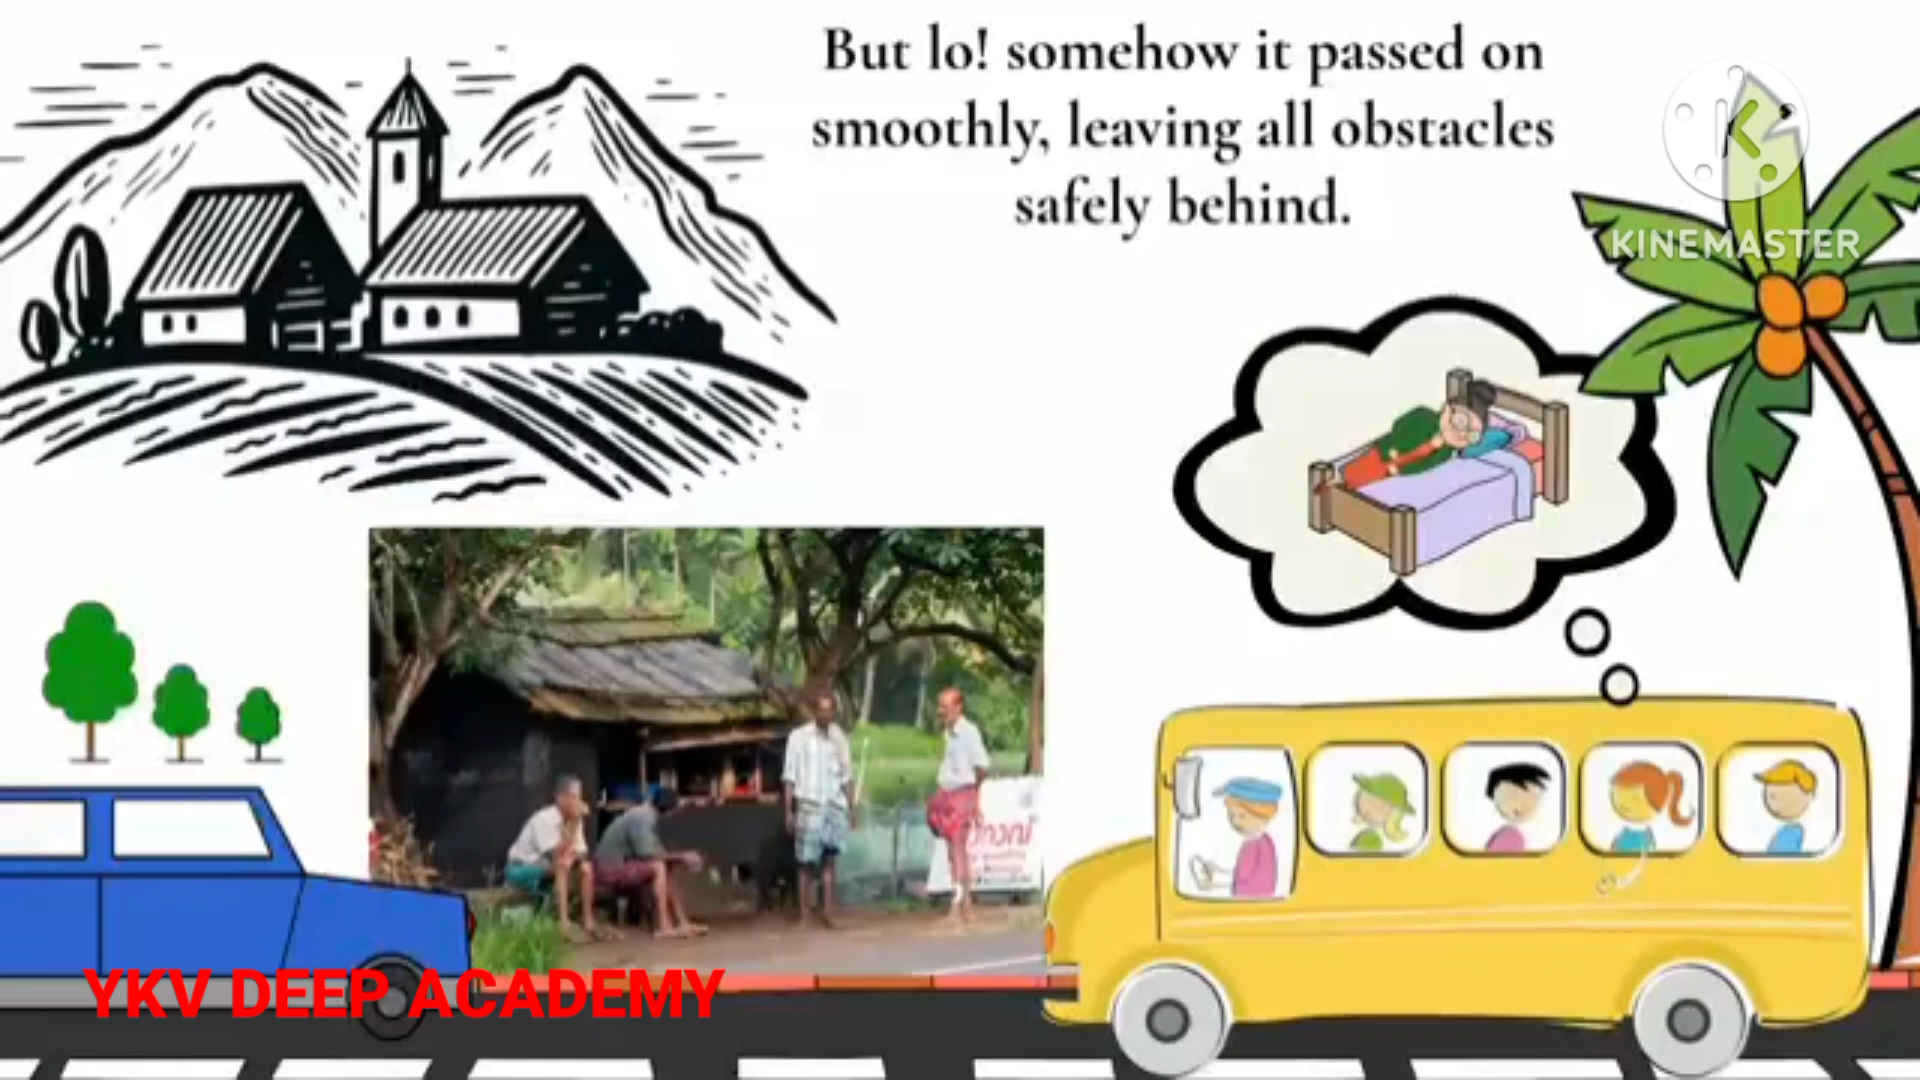 But lo! somehow it passed on
smoothly, leaving all obstacles
safely behind.
KINEMASTER
YKV DEEP ACADEMY